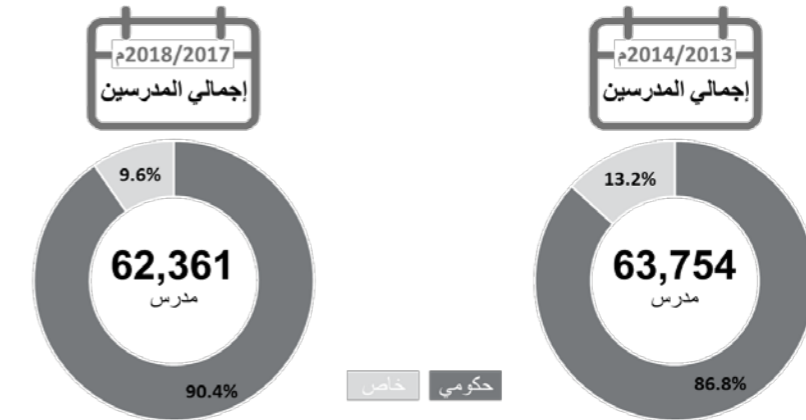 2014/2013م
إجمالي المدرسين
13.2%
63,754
مدرس
86.8%
2018/2017م
إجمالي المدرسين
9.6%
62,361
مدرس
90.4%
حكومي
خاص